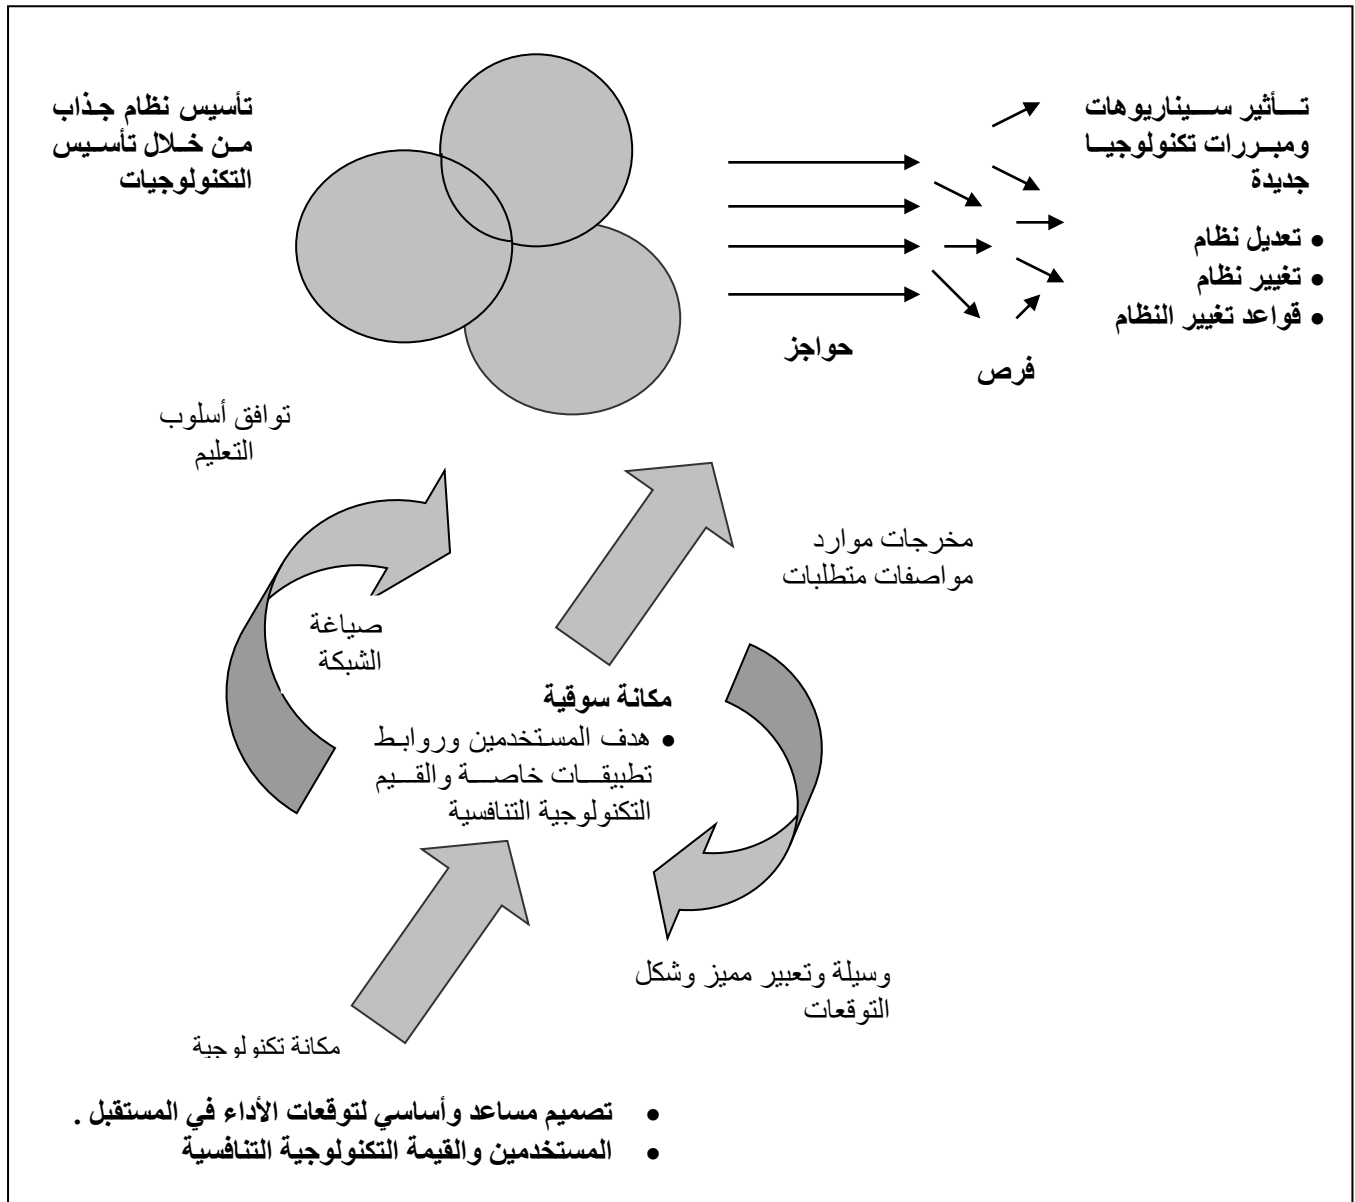 تأثير سيناريوهات
ومبررات تكنولوجيا
جديدة
• تعديل نظام
• تغيير نظام
• قواعد تغيير النظام
تأسيس نظام جذاب
من خلال تأسيس
التكنولوجيات
حواجز
فرص
توافق أسلوب
التعليم
مخرجات موارد
مواصفات متطلبات
صياغة
الشبكة
مكانة سوقية
• هدف المستخدمين وروابط
تطبيقات خاصة والقيم
التكنولوجية التنافسية
وسيلة وتعبير مميز وشكل
التوقعات
مكانة تكنولوجية
• تصميم مساعد وأساسي لتوقعات الأداء في المستقبل .
• المستخدمين والقيمة التكنولوجية التنافسية